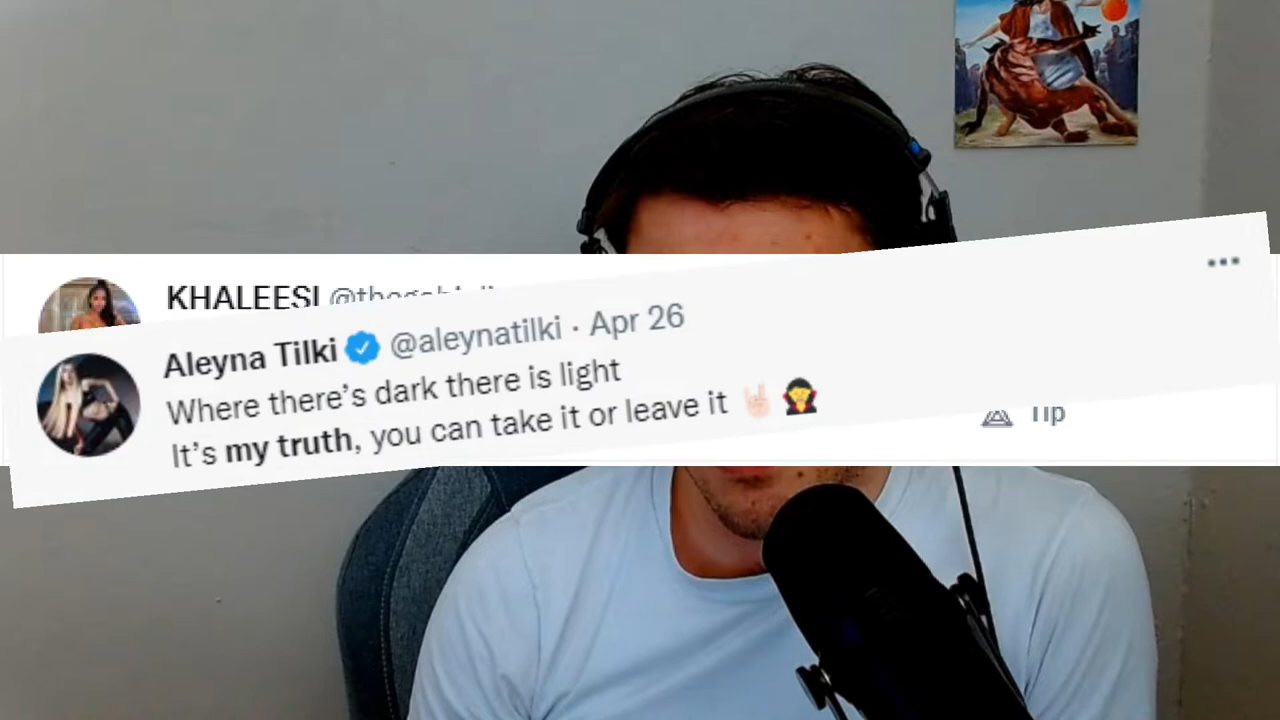 KHALEESI
Aleyna Tilki @aleynatilki · Apr 26
Where there’s dark there is light
It’s my truth, you can take it or leave it 🤘🏻 🧛‍♀️
Tip